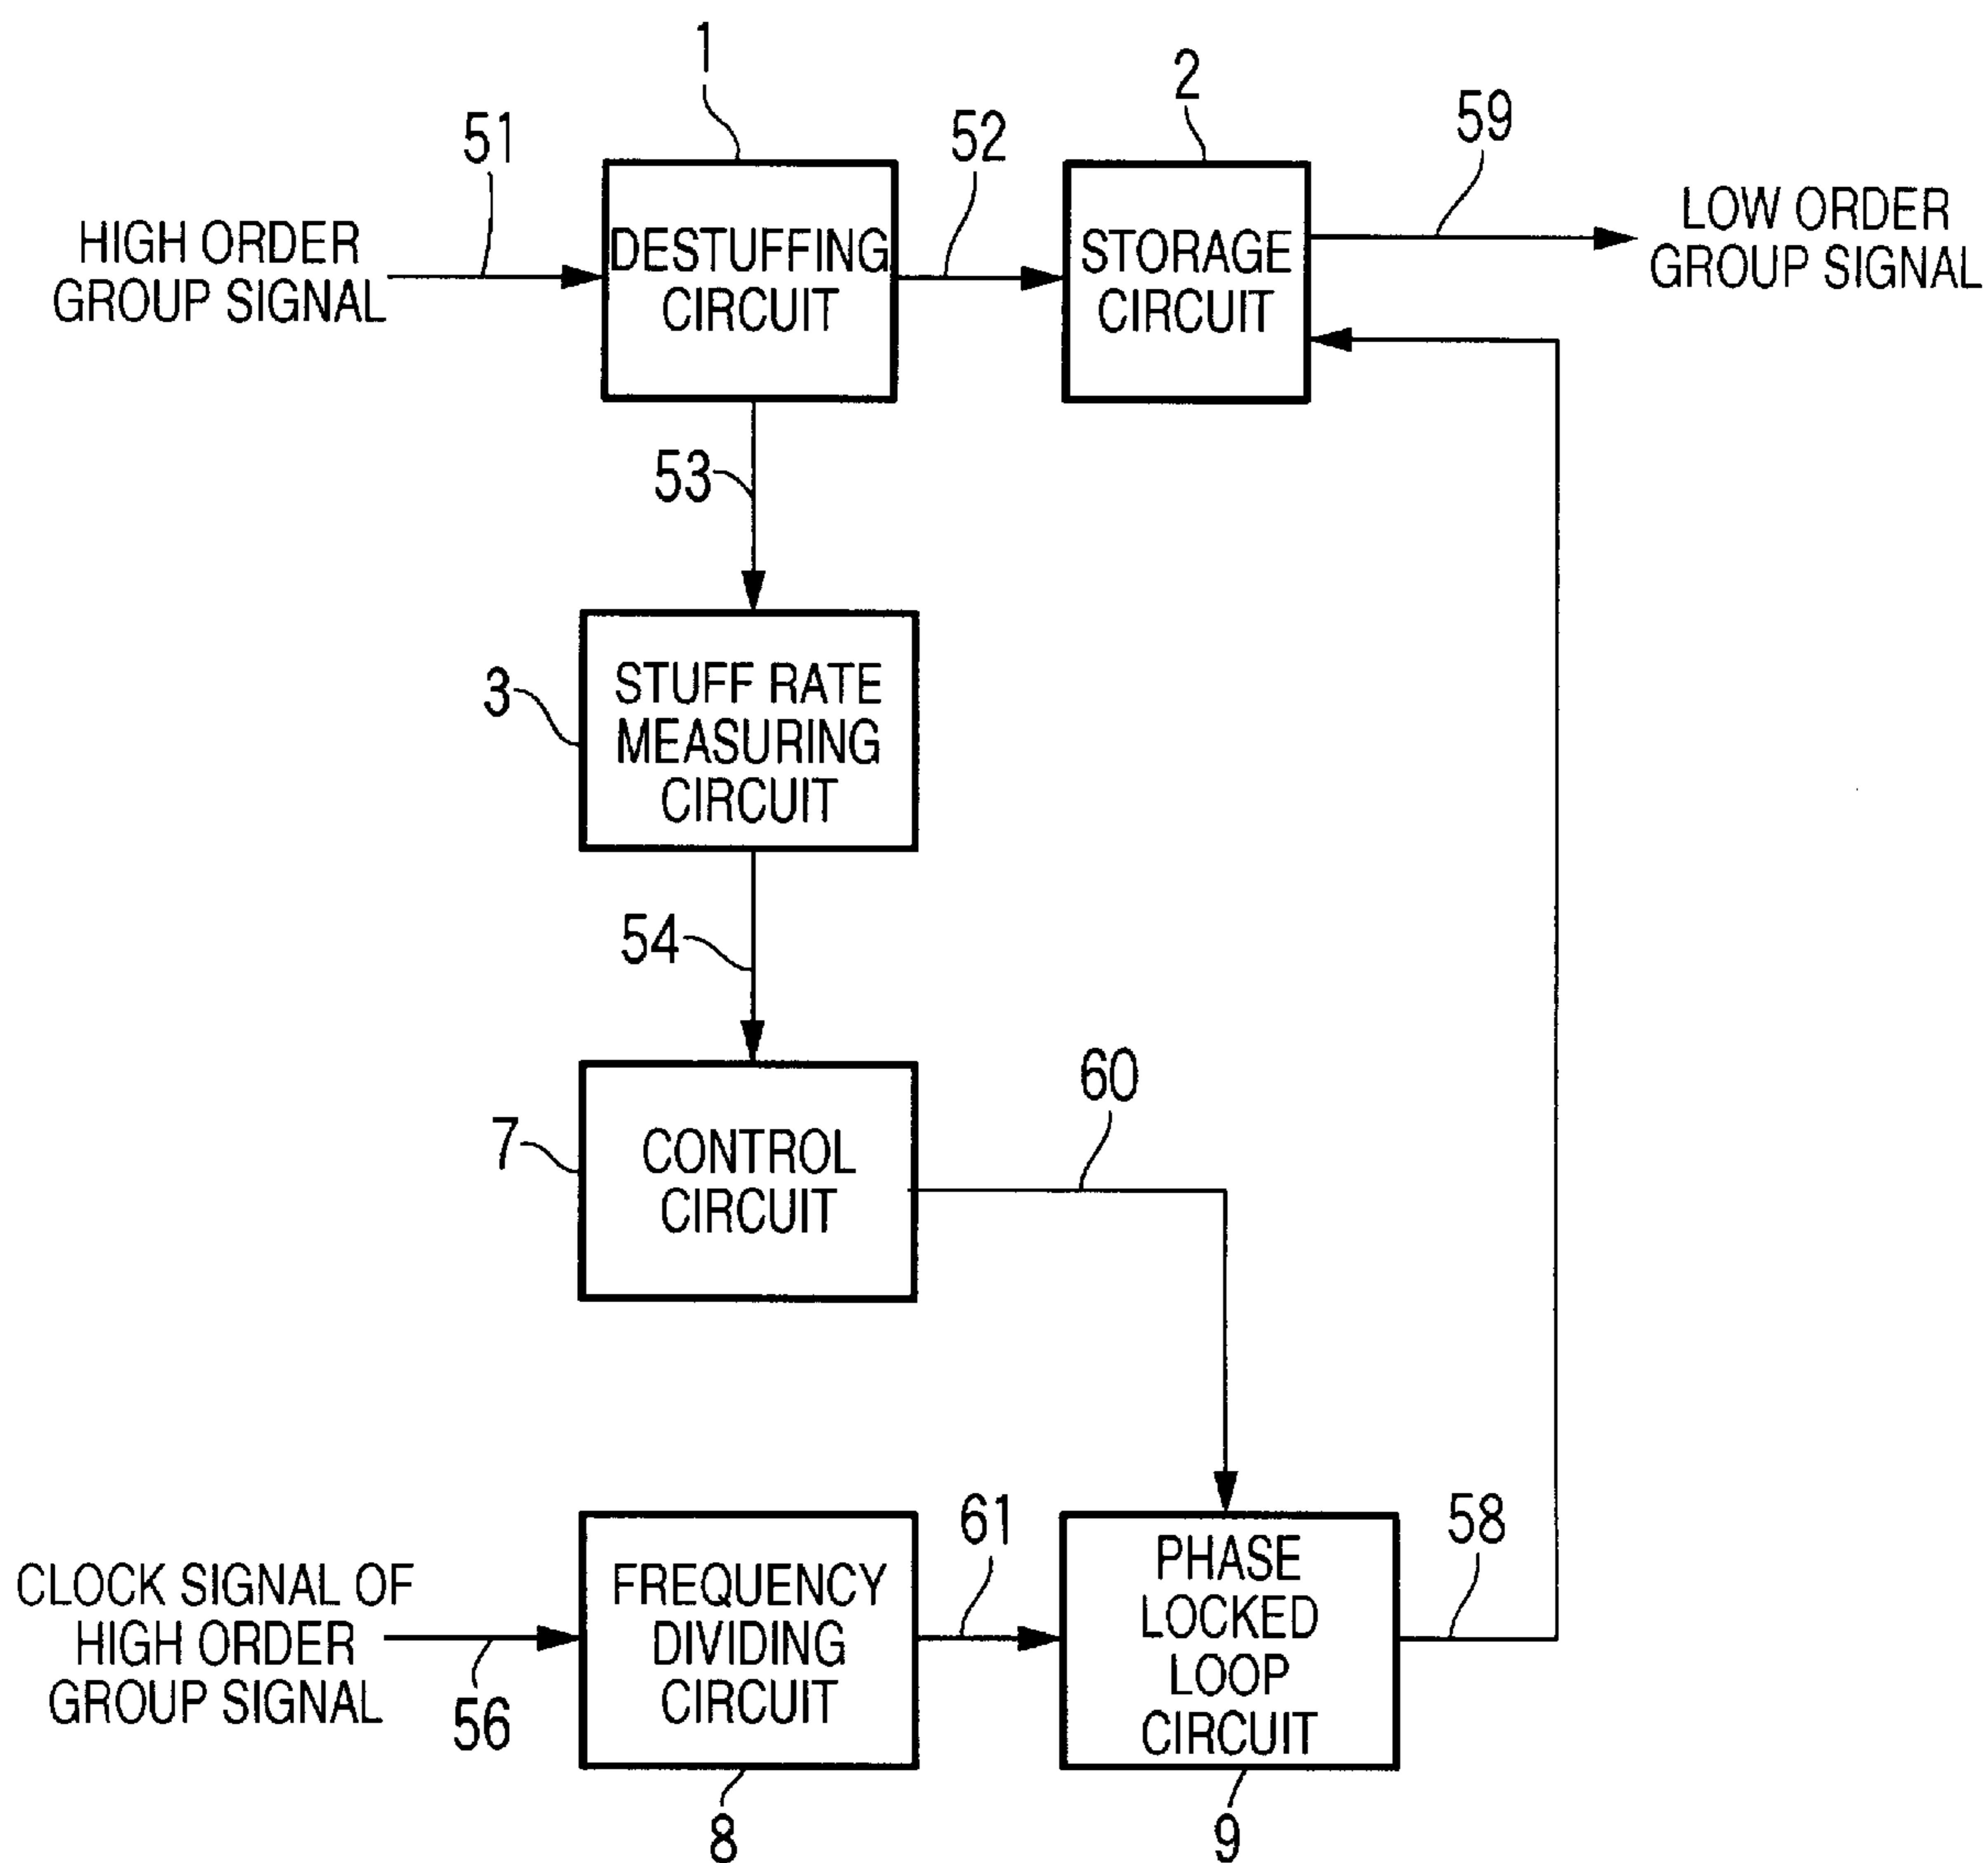 1
2
51
52
59
HIGH ORDER
GROUP SIGNAL
DESTUFFING
CIRCUIT
STORAGE
CIRCUIT
LOW ORDER
GROUP SIGNAL
53
3
STUFF RATE
MEASURING
CIRCUIT
54
60
7
CONTROL
CIRCUIT
61
58
CLOCK SIGNAL OF
HIGH ORDER
GROUP SIGNAL
56
FREQUENCY
DIVIDING
CIRCUIT
PHASE
LOCKED
LOOP
CIRCUIT
8
9